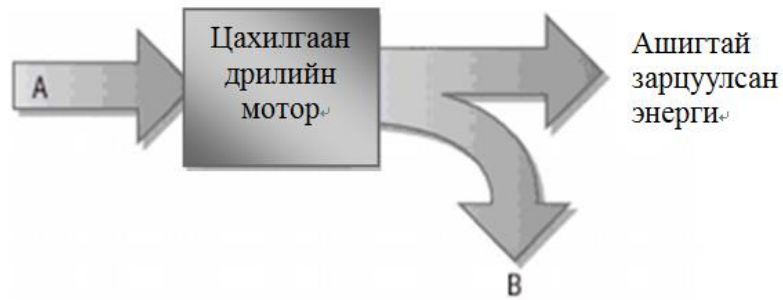 A
Цахилгаан
дрилийн
мотор
Ашигтай
зарцуулсан
энерги
B